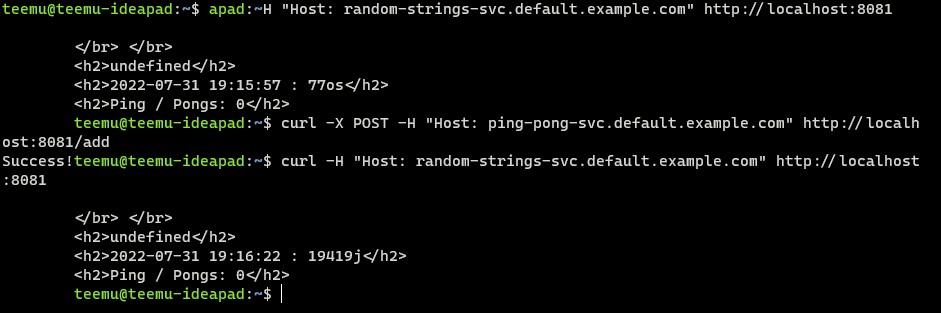 teemu@teemu-ideapad:~$ apad:~H "Host: random-strings-svc.default.example.com" http://localhost:8081
</br> </br>
<h2>undefined</h2>
<h2>2022-07-31 19:15:57 : 77os</h2>
<h2>Ping / Pongs: 0</h2>
teemu@teemu-ideapad:~$ curl -X POST -H "Host: ping-pong-svc.default.example.com" http://localh
ost:8081/add
Success!teemu@teemu-ideapad:~$ curl -H "Host: random-strings-svc.default.example.com" http://localhost
:8081
</br> </br>
<h2>undefined</h2>
<h2>2022-07-31 19:16:22 : 19419j</h2>
<h2>Ping / Pongs: 0</h2>
teemu@teemu-ideapad:~$